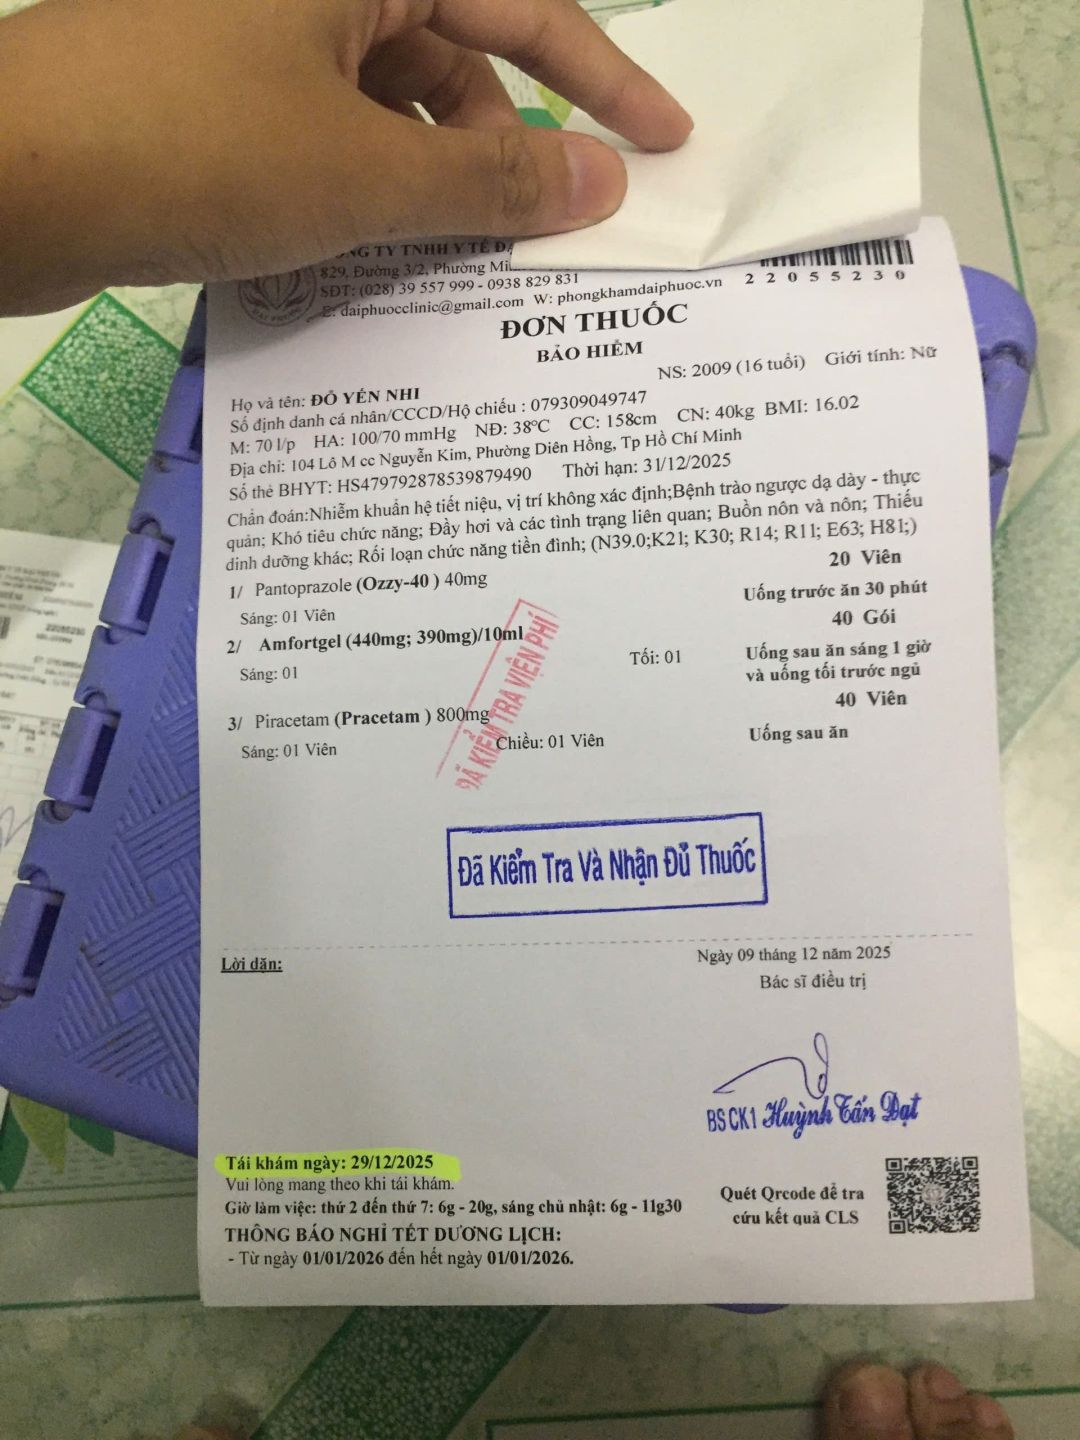 CÔNG TY TNHH Y TẾ
829, Đường 3/2, Phường
SĐT: (028) 39 557 999 - 0938 829 831
E: daiphuocclinic@gmail.com W: phongkhamdaiphuoc.vn
22055230
ĐƠN THUỐC
BẢO HIỂM
NS: 2009 (16 tuổi) Giới tính: Nữ
Họ và tên: ĐỖ YẾN NHI
Số định danh cá nhân/CCCD/Hộ chiếu : 079309049747
M: 70 l/p HA: 100/70 mmHg NĐ: 38°C CC: 158cm CN: 40kg BMI: 16.02
Địa chỉ: 104 Lô M cc Nguyễn Kim, Phường Diên Hồng, Tp Hồ Chí Minh
Số thẻ BHYT: HS479792878539879490 Thời hạn: 31/12/2025
Chẩn đoán:Nhiễm khuẩn hệ tiết niệu, vị trí không xác định;Bệnh trào ngược dạ dày - thực
quản; Khó tiêu chức năng; Đầy hơi và các tình trạng liên quan; Buồn nôn và nôn; Thiếu
dinh dưỡng khác; Rối loạn chức năng tiền đình; (N39.0;K21; K30; R14; R11; E63; H81;)
1/ Pantoprazole (Ozzy-40 ) 40mg 20 Viên
Sáng: 01 Viên Uống trước ăn 30 phút
2/ Amfortgel (440mg; 390mg)/10ml 40 Gói
Sáng: 01 Tối: 01 Uống sau ăn sáng 1 giờ
và uống tối trước ngủ
3/ Piracetam (Pracetam ) 800mg 40 Viên
Sáng: 01 Viên Chiều: 01 Viên Uống sau ăn
ĐÃ KIỂM TRA VIỆN PHÍ
Đã Kiểm Tra Và Nhận Đủ Thuốc
Lời dặn:
Ngày 09 tháng 12 năm 2025
Bác sĩ điều trị
BS CK1 Huỳnh Tấn Đạt
Tái khám ngày: 29/12/2025
Vui lòng mang theo khi tái khám.
Giờ làm việc: thứ 2 đến thứ 7: 6g - 20g, sáng chủ nhật: 6g - 11g30
THÔNG BÁO NGHỈ TẾT DƯƠNG LỊCH:
- Từ ngày 01/01/2026 đến hết ngày 01/01/2026.
Quét Qrcode để tra
cứu kết quả CLS